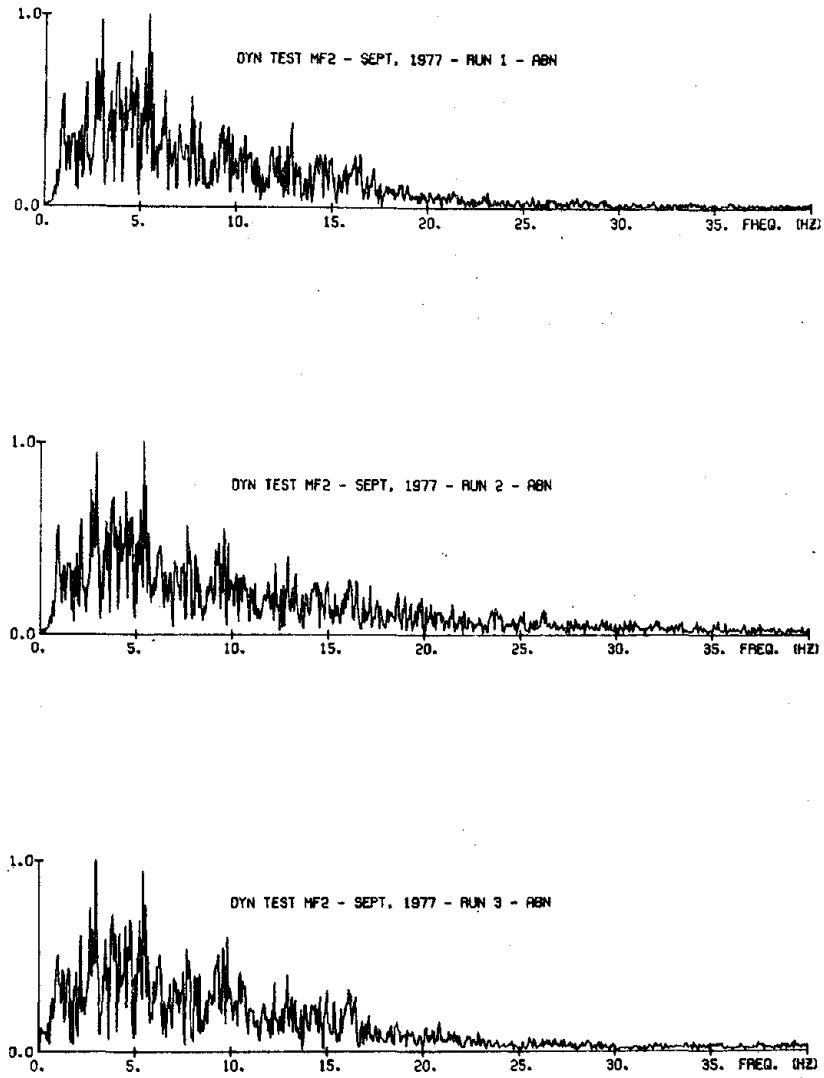 1.0
DYN TEST MF2 - SEPT, 1977 - RUN 1 - ABN
0.0
0. 5. 10. 15. 20. 25. 30. 35. FREQ. (HZ)
1.0
DYN TEST MF2 - SEPT, 1977 - RUN 2 - ABN
0.0
0. 5. 10. 15. 20. 25. 30. 35. FREQ. (HZ)
1.0
DYN TEST MF2 - SEPT, 1977 - RUN 3 - ABN
0.0
0. 5. 10. 15. 20. 25. 30. 35. FREQ. (HZ)